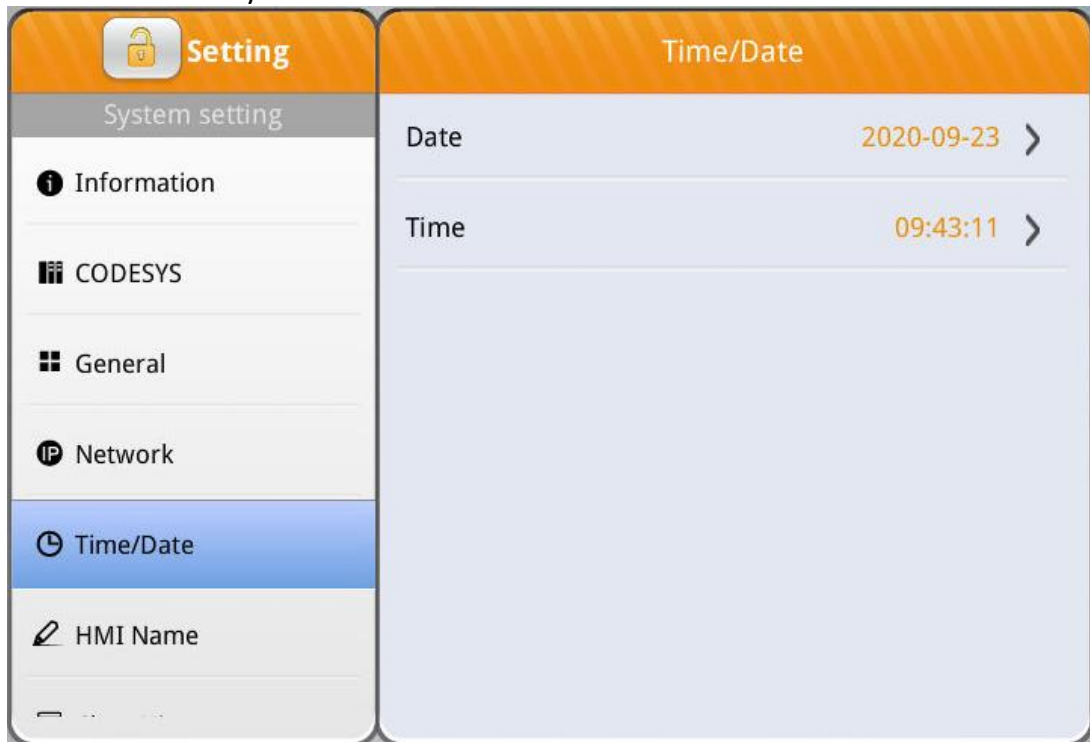 Setting
System setting
Information
CODESYS
General
Network
Time/Date
HMI Name
Time/Date
Date 2020-09-23
Time 09:43:11